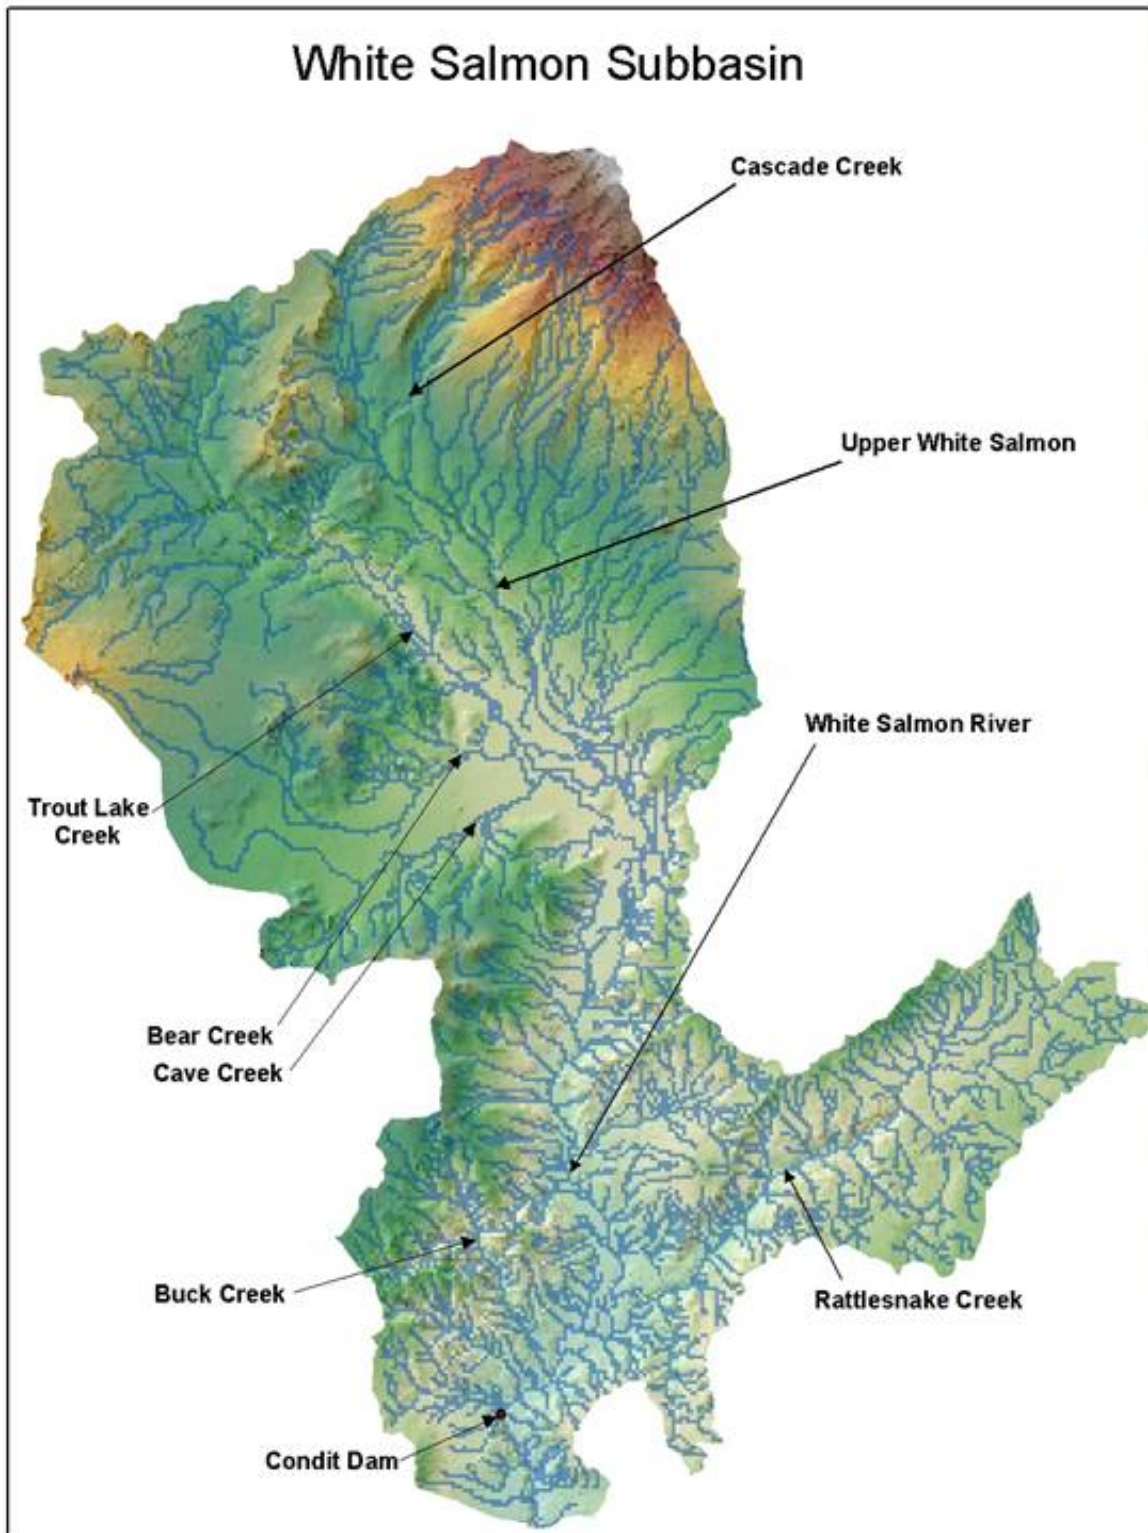 White Salmon Subbasin
Cascade Creek
Upper White Salmon
White Salmon River
Trout Lake
Creek
Bear Creek
Cave Creek
Buck Creek
Rattlesnake Creek
Condit Dam